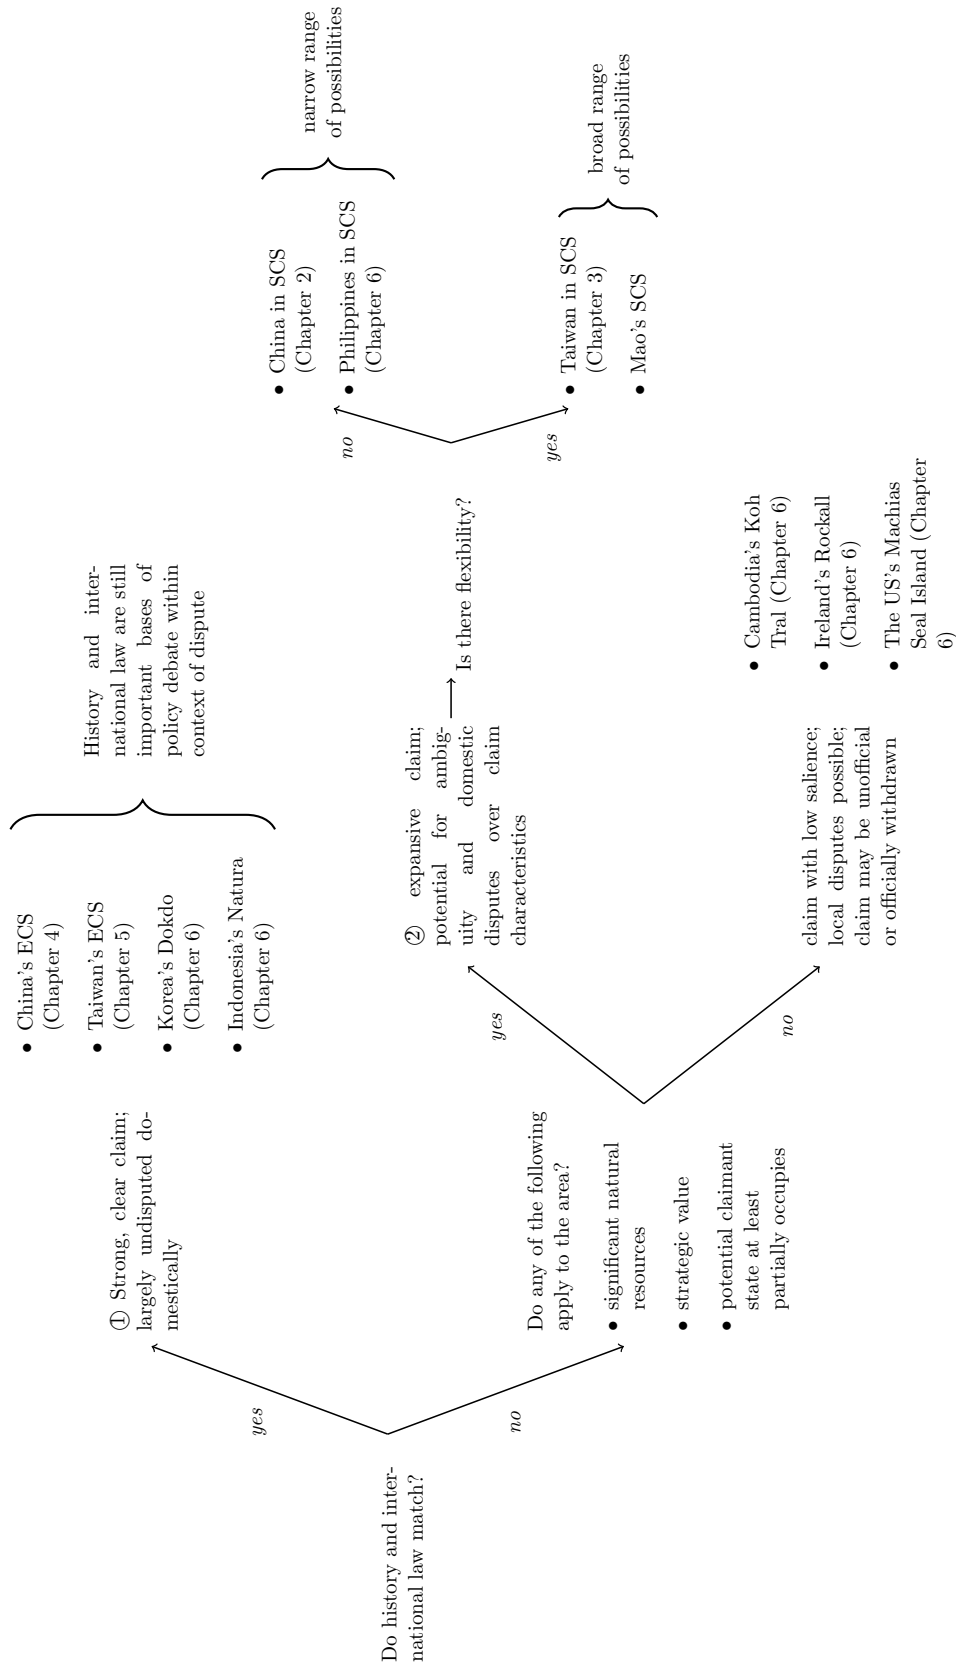 Do history and inter-
national law match?
yes
① Strong, clear claim;
largely undisputed do-
mestically
• China's ECS
(Chapter 4)
• Taiwan's ECS
(Chapter 5)
• Korea's Dokdo
(Chapter 6)
• Indonesia's Natura
(Chapter 6)
History and inter-
national law are still
important bases of
policy debate within
context of dispute
no
Do any of the following
apply to the area?
• significant natural
resources
• strategic value
• potential claimant
state at least
partially occupies
yes
② expansive claim;
potential for ambig-
uity and domestic
disputes over claim
characteristics
Is there flexibility?
no
• China in SCS
(Chapter 2)
• Philippines in SCS
(Chapter 6)
narrow range
of possibilities
yes
• Taiwan in SCS
(Chapter 3)
• Mao's SCS
broad range
of possibilities
no
claim with low salience;
local disputes possible;
claim may be unofficial
or officially withdrawn
• Cambodia's Koh
Tral (Chapter 6)
• Ireland's Rockall
(Chapter 6)
• The US's Machias
Seal Island (Chapter
6)